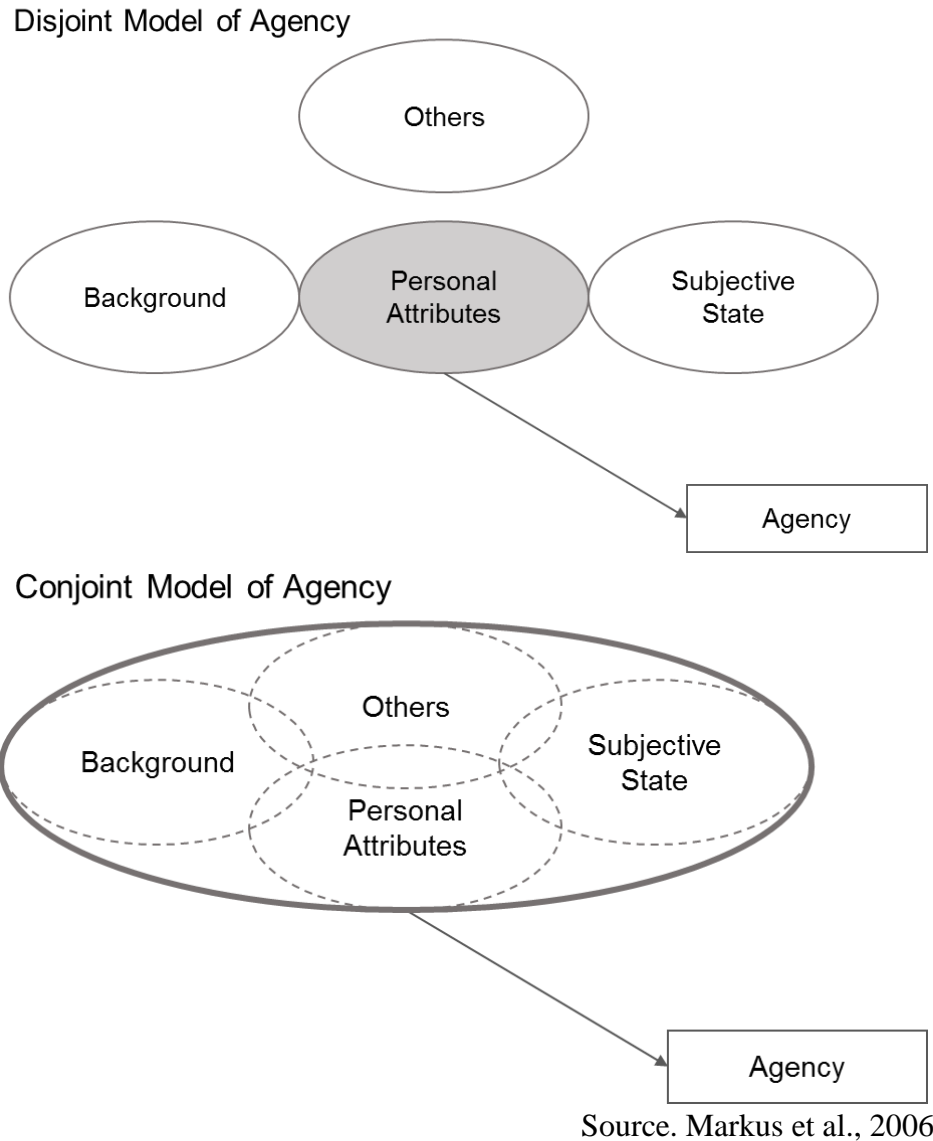 Disjoint Model of Agency
Others
Background
Personal
Attributes
Subjective
State
Agency
Conjoint Model of Agency
Others
Background
Subjective
State
Personal
Attributes
Agency
Source. Markus et al., 2006